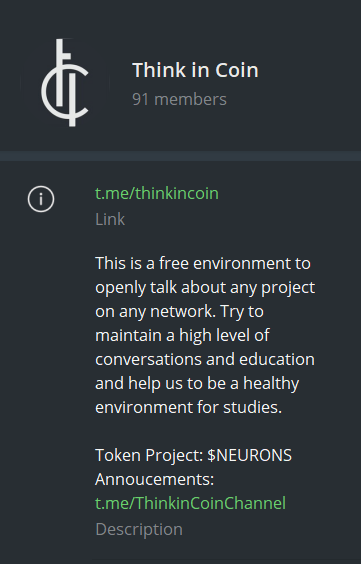 Think in Coin
91 members
t.me/thinkincoin
Link
This is a free environment to
openly talk about any project
on any network. Try to
maintain a high level of
conversations and education
and help us to be a healthy
environment for studies.
Token Project: $NEURONS
Annoucements:
t.me/ThinkinCoinChannel
Description